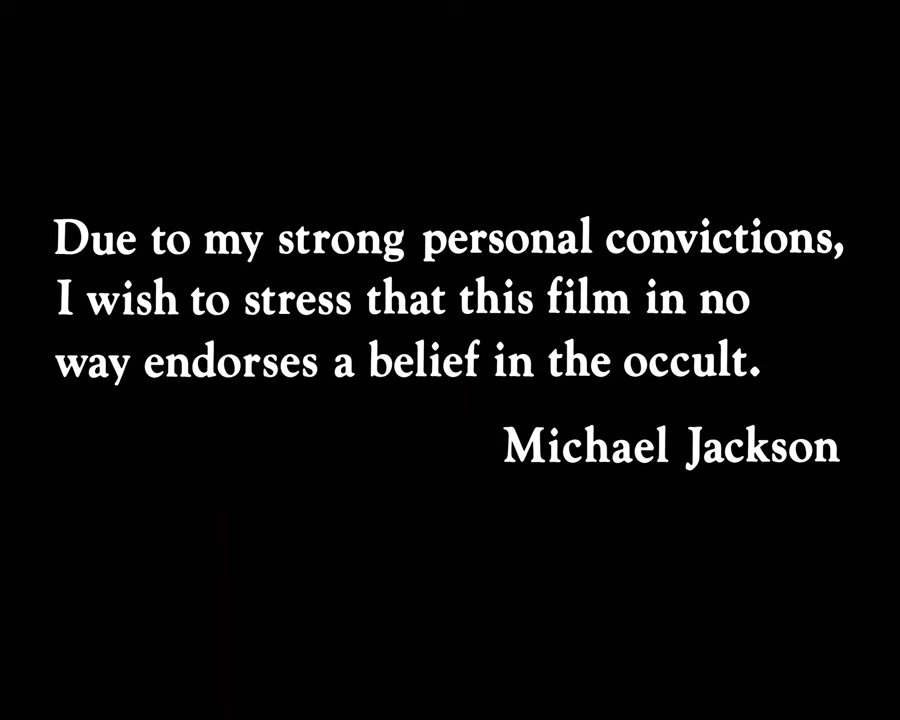 Due to my strong personal convictions,
I wish to stress that this film in no
way endorses a belief in the occult.
Michael Jackson